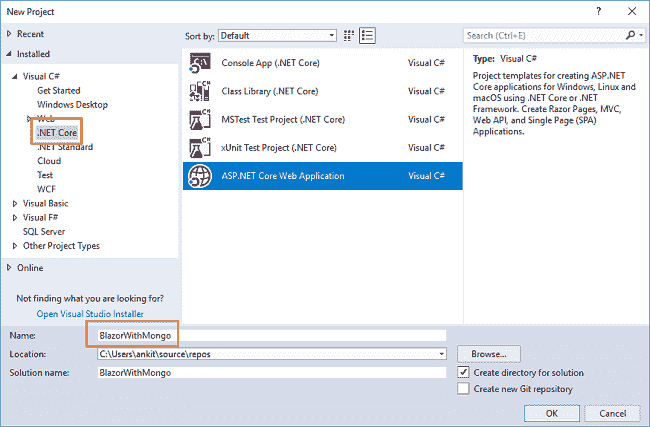 New Project
Recent
Installed
Visual C#
Get Started
Windows Desktop
Web
.NET Core
.NET Standard
Cloud
Test
WCF
Visual Basic
Visual F#
SQL Server
Other Project Types
Online
Not finding what you are looking for?
Open Visual Studio Installer
Sort by: Default
Console App (.NET Core) Visual C#
Class Library (.NET Core) Visual C#
MSTest Test Project (.NET Core) Visual C#
xUnit Test Project (.NET Core) Visual C#
ASP.NET Core Web Application Visual C#
Search (Ctrl+E)
Type: Visual C#
Project templates for creating ASP.NET
Core applications for Windows, Linux and
macOS using .NET Core or .NET
Framework. Create Razor Pages, MVC,
Web API, and Single Page (SPA)
Applications.
Name: BlazorWithMongo
Location: C:\Users\ankit\source\repos
Browse...
Solution name: BlazorWithMongo
Create directory for solution
Create new Git repository
OK Cancel